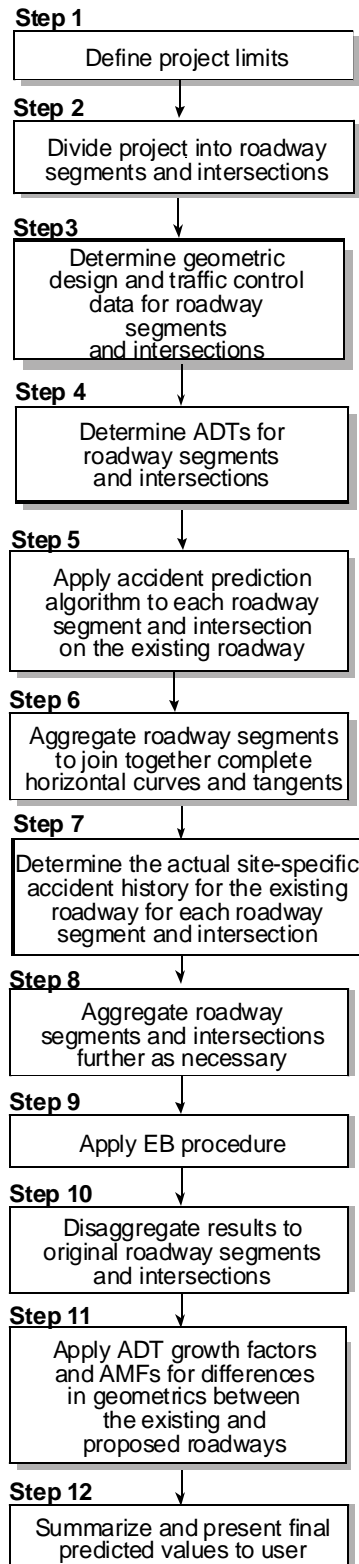 Step 1
Define project limits
Step 2
Divide project into roadway
segments and intersections
Step3
Determine geometric
design and traffic control
data for roadway
segments
and intersections
Step 4
Determine ADTs for
roadway segments
and intersections
Step 5
Apply accident prediction
algorithm to each roadway
segment and intersection
on the existing roadway
Step 6
Aggregate roadway segments
to join together complete
horizontal curves and tangents
Step 7
Determine the actual site-specific
accident history for the existing
roadway for each roadway
segment and intersection
Step 8
Aggregate roadway
segments and intersections
further as necessary
Step 9
Apply EB procedure
Step 10
Disaggregate results to
original roadway segments
and intersections
Step 11
Apply ADT growth factors
and AMFs for differences
in geometrics between
the existing and
proposed roadways
Step 12
Summarize and present final
predicted values to user